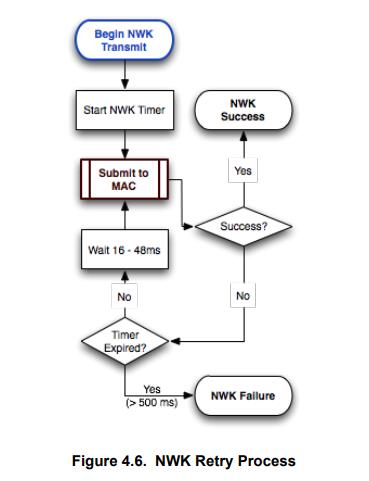 Begin NWK
Transmit
Start NWK Timer
NWK
Success
Submit to
MAC
Yes
Success?
Wait 16 - 48ms
No
No
Timer
Expired?
Yes
(> 500 ms)
NWK Failure
Figure 4.6.  NWK Retry Process